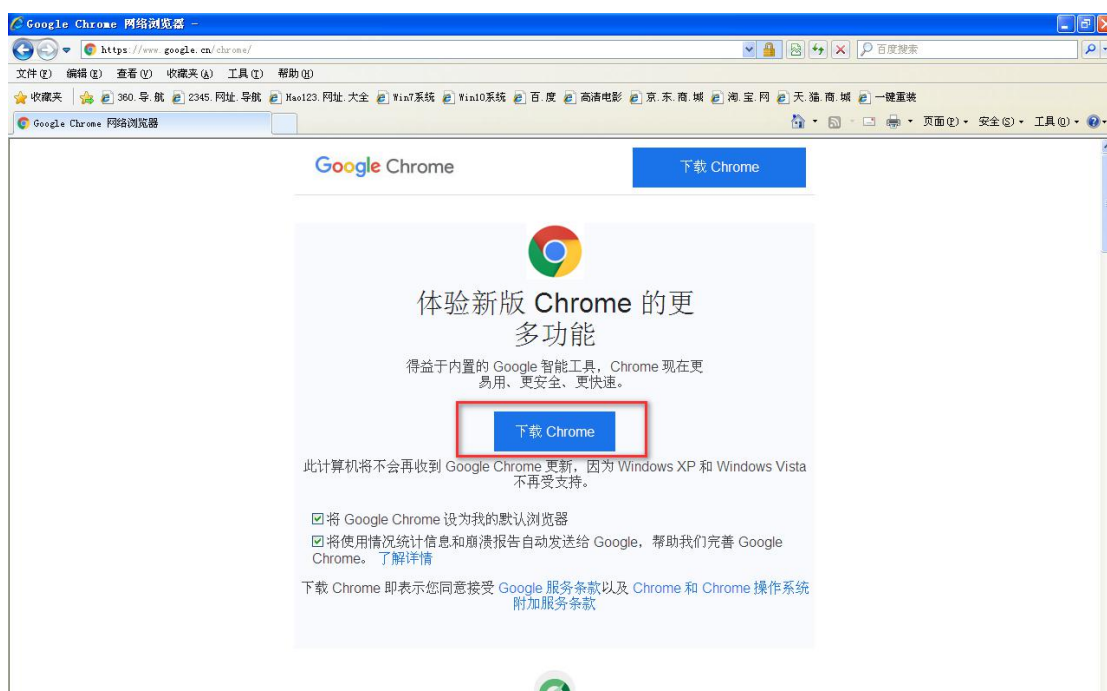 Google Chrome 网络浏览器 -
https://www.google.cn/chrome/
百度搜索
文件(F) 编辑(E) 查看(V) 收藏夹(A) 工具(T) 帮助(H)
收藏夹 360.导.航 2345.网址.导航 Hao123.网址.大全 Win7系统 Win10系统 百.度 高清电影 京.东.商.城 淘.宝.网 天.猫.商.城 一键重装
Google Chrome 网络浏览器
页面(P) 安全(S) 工具(O)
Google Chrome
下载 Chrome
体验新版 Chrome 的更
多功能
得益于内置的 Google 智能工具，Chrome 现在更
易用、更安全、更快速。
下载 Chrome
此计算机将不会再收到 Google Chrome 更新，因为 Windows XP 和 Windows Vista
不再受支持。
将 Google Chrome 设为我的默认浏览器
将使用情况统计信息和崩溃报告自动发送给 Google，帮助我们完善 Google
Chrome。 了解详情
下载 Chrome 即表示您同意接受 Google 服务条款以及 Chrome 和 Chrome 操作系统
附加服务条款